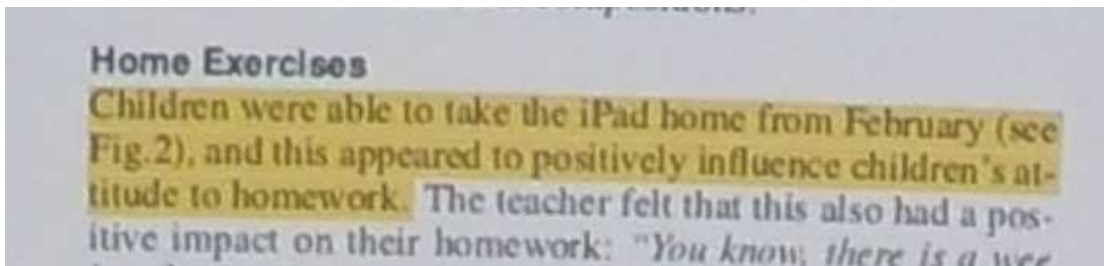 Home Exercises
Children were able to take the iPad home from February (see
Fig.2), and this appeared to positively influence children's at-
titude to homework. The teacher felt that this also had a pos-
itive impact on their homework: "You know, there is a wee